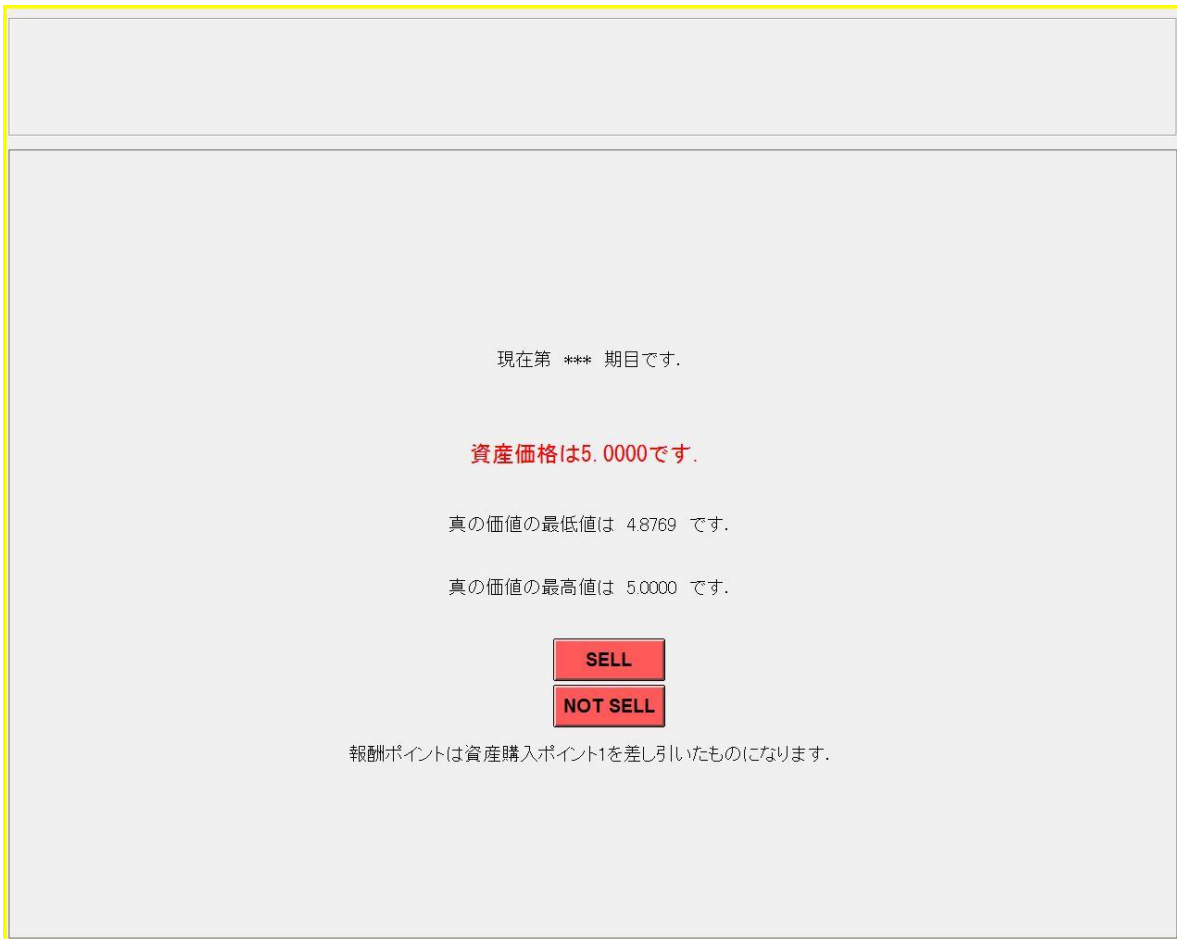 現在第 *** 期目です.
資産価格は5.0000です.
真の価値の最低値は 4.8769 です.
真の価値の最高値は 5.0000 です.
SELL
NOT SELL
報酬ポイントは資産購入ポイント1を差し引いたものになります.